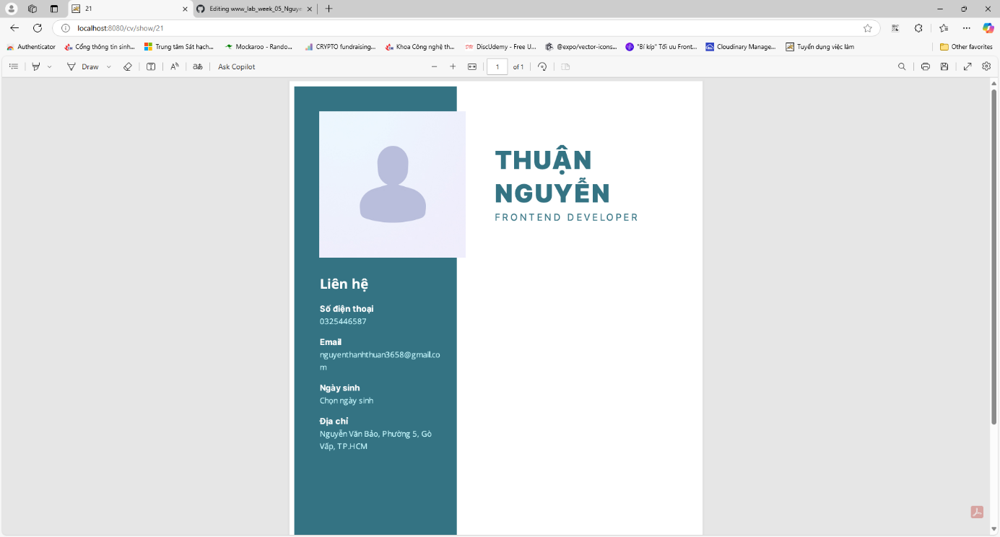 21
Editing www_lab_week_05_Nguye
localhost:8080/cv/show/21
Authenticator
Cổng thông tin sinh...
Trung tâm Sát hạch...
Mockaroo - Rando...
CRYPTO fundraising...
Khoa Công nghệ th...
DiscUdemy - Free U...
@expo/vector-icons...
"Bí kíp" Tối ưu Front...
Cloudinary Manage...
Tuyển dụng việc làm
Other favorites
Draw
aあ
Ask Copilot
1 of 1
THUẬN
NGUYỄN
FRONTEND DEVELOPER
Liên hệ
Số điện thoại
0325446587
Email
nguyenthanhthuan3658@gmail.co
m
Ngày sinh
Chọn ngày sinh
Địa chỉ
Nguyễn Văn Bảo, Phường 5, Gò
Vấp, TP.HCM